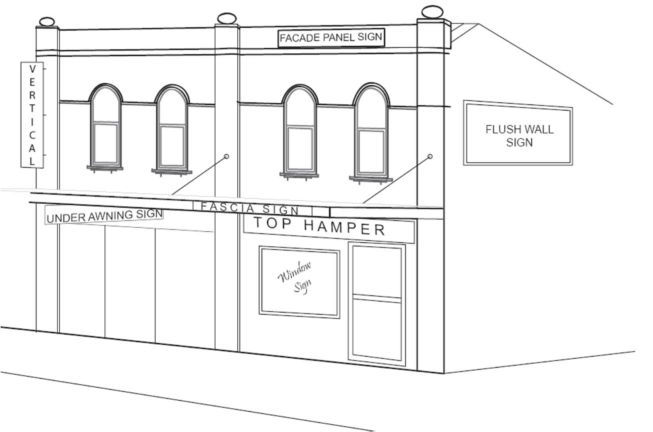 FACADE PANEL SIGN
VERTICAL
FLUSH WALL
SIGN
FASCIA SIGN
UNDER AWNING SIGN
TOP HAMPER
Window
Sign